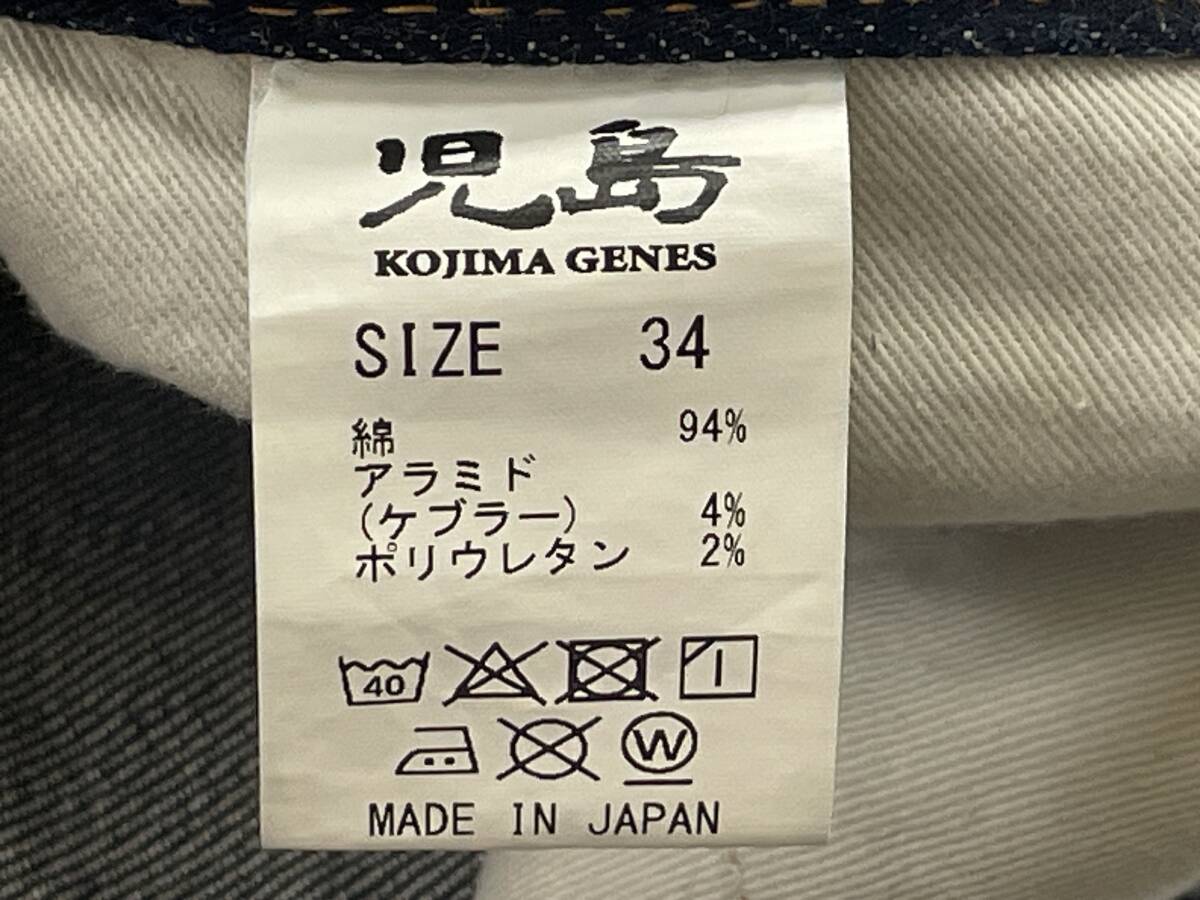 児島
KOJIMA GENES
SIZE 34
綿 94%
アラミド
(ケブラー) 4%
ポリウレタン 2%
40
W
MADE IN JAPAN